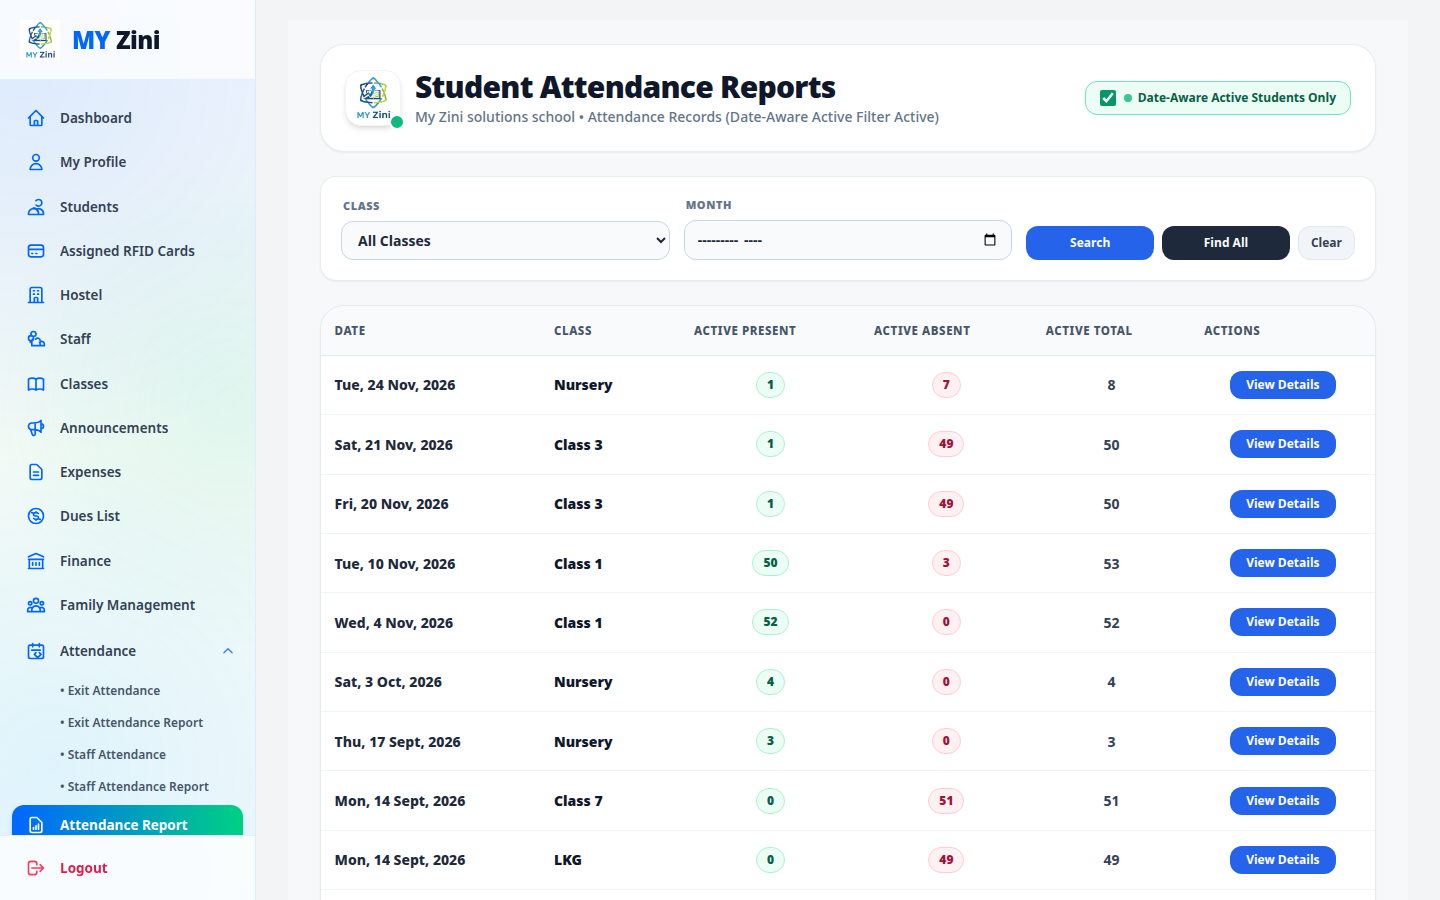 MY Zini
MY Zini
Dashboard
My Profile
Students
Assigned RFID Cards
Hostel
Staff
Classes
Announcements
Expenses
Dues List
Finance
Family Management
Attendance
• Exit Attendance
• Exit Attendance Report
• Staff Attendance
• Staff Attendance Report
Attendance Report
Logout
MY Zini
Student Attendance Reports
My Zini solutions school • Attendance Records (Date-Aware Active Filter Active)
Date-Aware Active Students Only
CLASS
All Classes
MONTH
--------- ----
Search
Find All
Clear
DATE CLASS ACTIVE PRESENT ACTIVE ABSENT ACTIVE TOTAL ACTIONS
Tue, 24 Nov, 2026 Nursery 1 7 8 View Details
Sat, 21 Nov, 2026 Class 3 1 49 50 View Details
Fri, 20 Nov, 2026 Class 3 1 49 50 View Details
Tue, 10 Nov, 2026 Class 1 50 3 53 View Details
Wed, 4 Nov, 2026 Class 1 52 0 52 View Details
Sat, 3 Oct, 2026 Nursery 4 0 4 View Details
Thu, 17 Sept, 2026 Nursery 3 0 3 View Details
Mon, 14 Sept, 2026 Class 7 0 51 51 View Details
Mon, 14 Sept, 2026 LKG 0 49 49 View Details